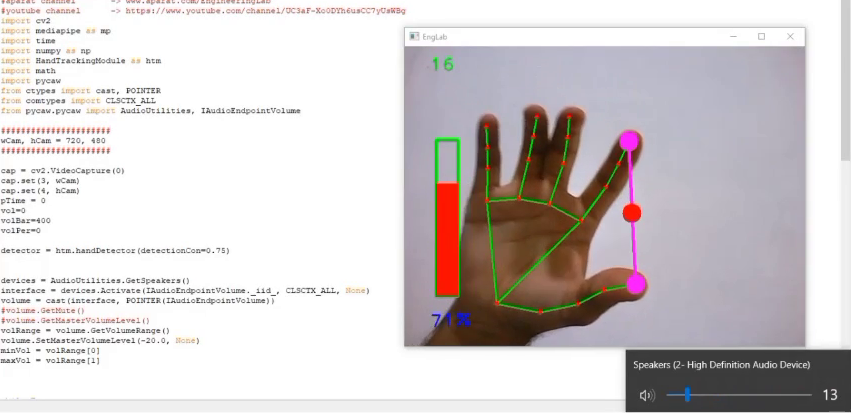 #aparat channel      -> www.aparat.com/EngineeringLab
#youtube channel     -> https://www.youtube.com/channel/UC3aF-Xo0DYh6usCC7yUsWBg
import cv2
import mediapipe as mp
import time
import numpy as np
import HandTrackingModule as htm
import math
import pycaw
from ctypes import cast, POINTER
from comtypes import CLSCTX_ALL
from pycaw.pycaw import AudioUtilities, IAudioEndpointVolume
######################
wCam, hCam = 720, 480
######################
cap = cv2.VideoCapture(0)
cap.set(3, wCam)
cap.set(4, hCam)
pTime = 0
vol=0
volBar=400
volPer=0
detector = htm.handDetector(detectionCon=0.75)
devices = AudioUtilities.GetSpeakers()
interface = devices.Activate(IAudioEndpointVolume._iid_, CLSCTX_ALL, None)
volume = cast(interface, POINTER(IAudioEndpointVolume))
#volume.GetMute()
#volume.GetMasterVolumeLevel()
volRange = volume.GetVolumeRange()
volume.SetMasterVolumeLevel(-20.0, None)
minVol = volRange[0]
maxVol = volRange[1]
EngLab
16
71%
Speakers (2- High Definition Audio Device)
13